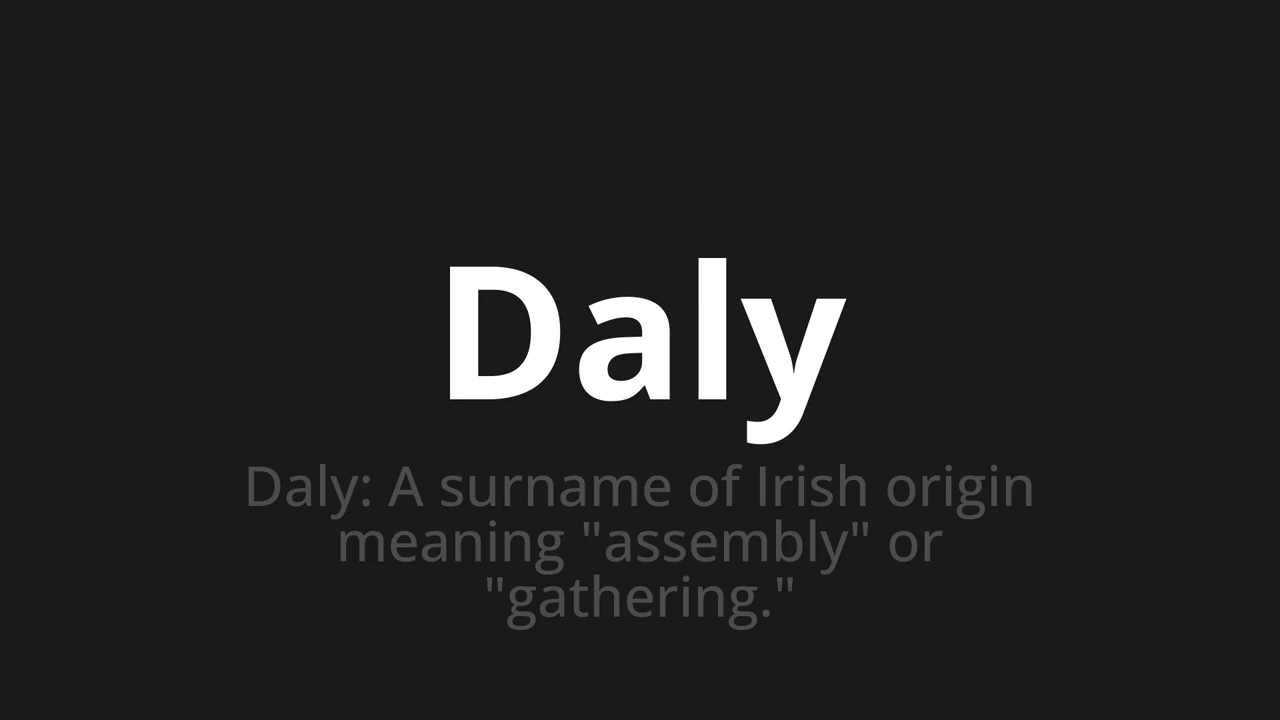 Daly
Daly: A surname of Irish origin
meaning "assembly" or
"gathering."